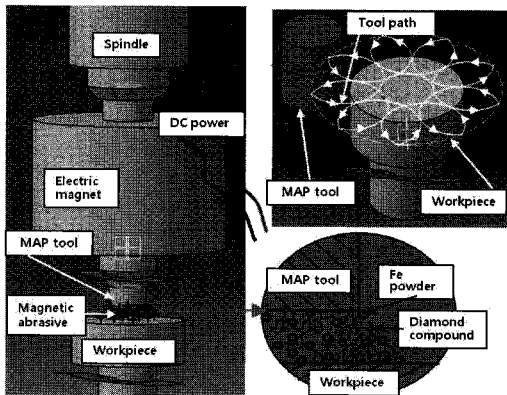 Spindle
DC power
Electric
magnet
MAP tool
Magnetic
abrasive
Workpiece
Tool path
MAP tool
Workpiece
MAP tool
Fe
powder
Diamond
compound
Workpiece